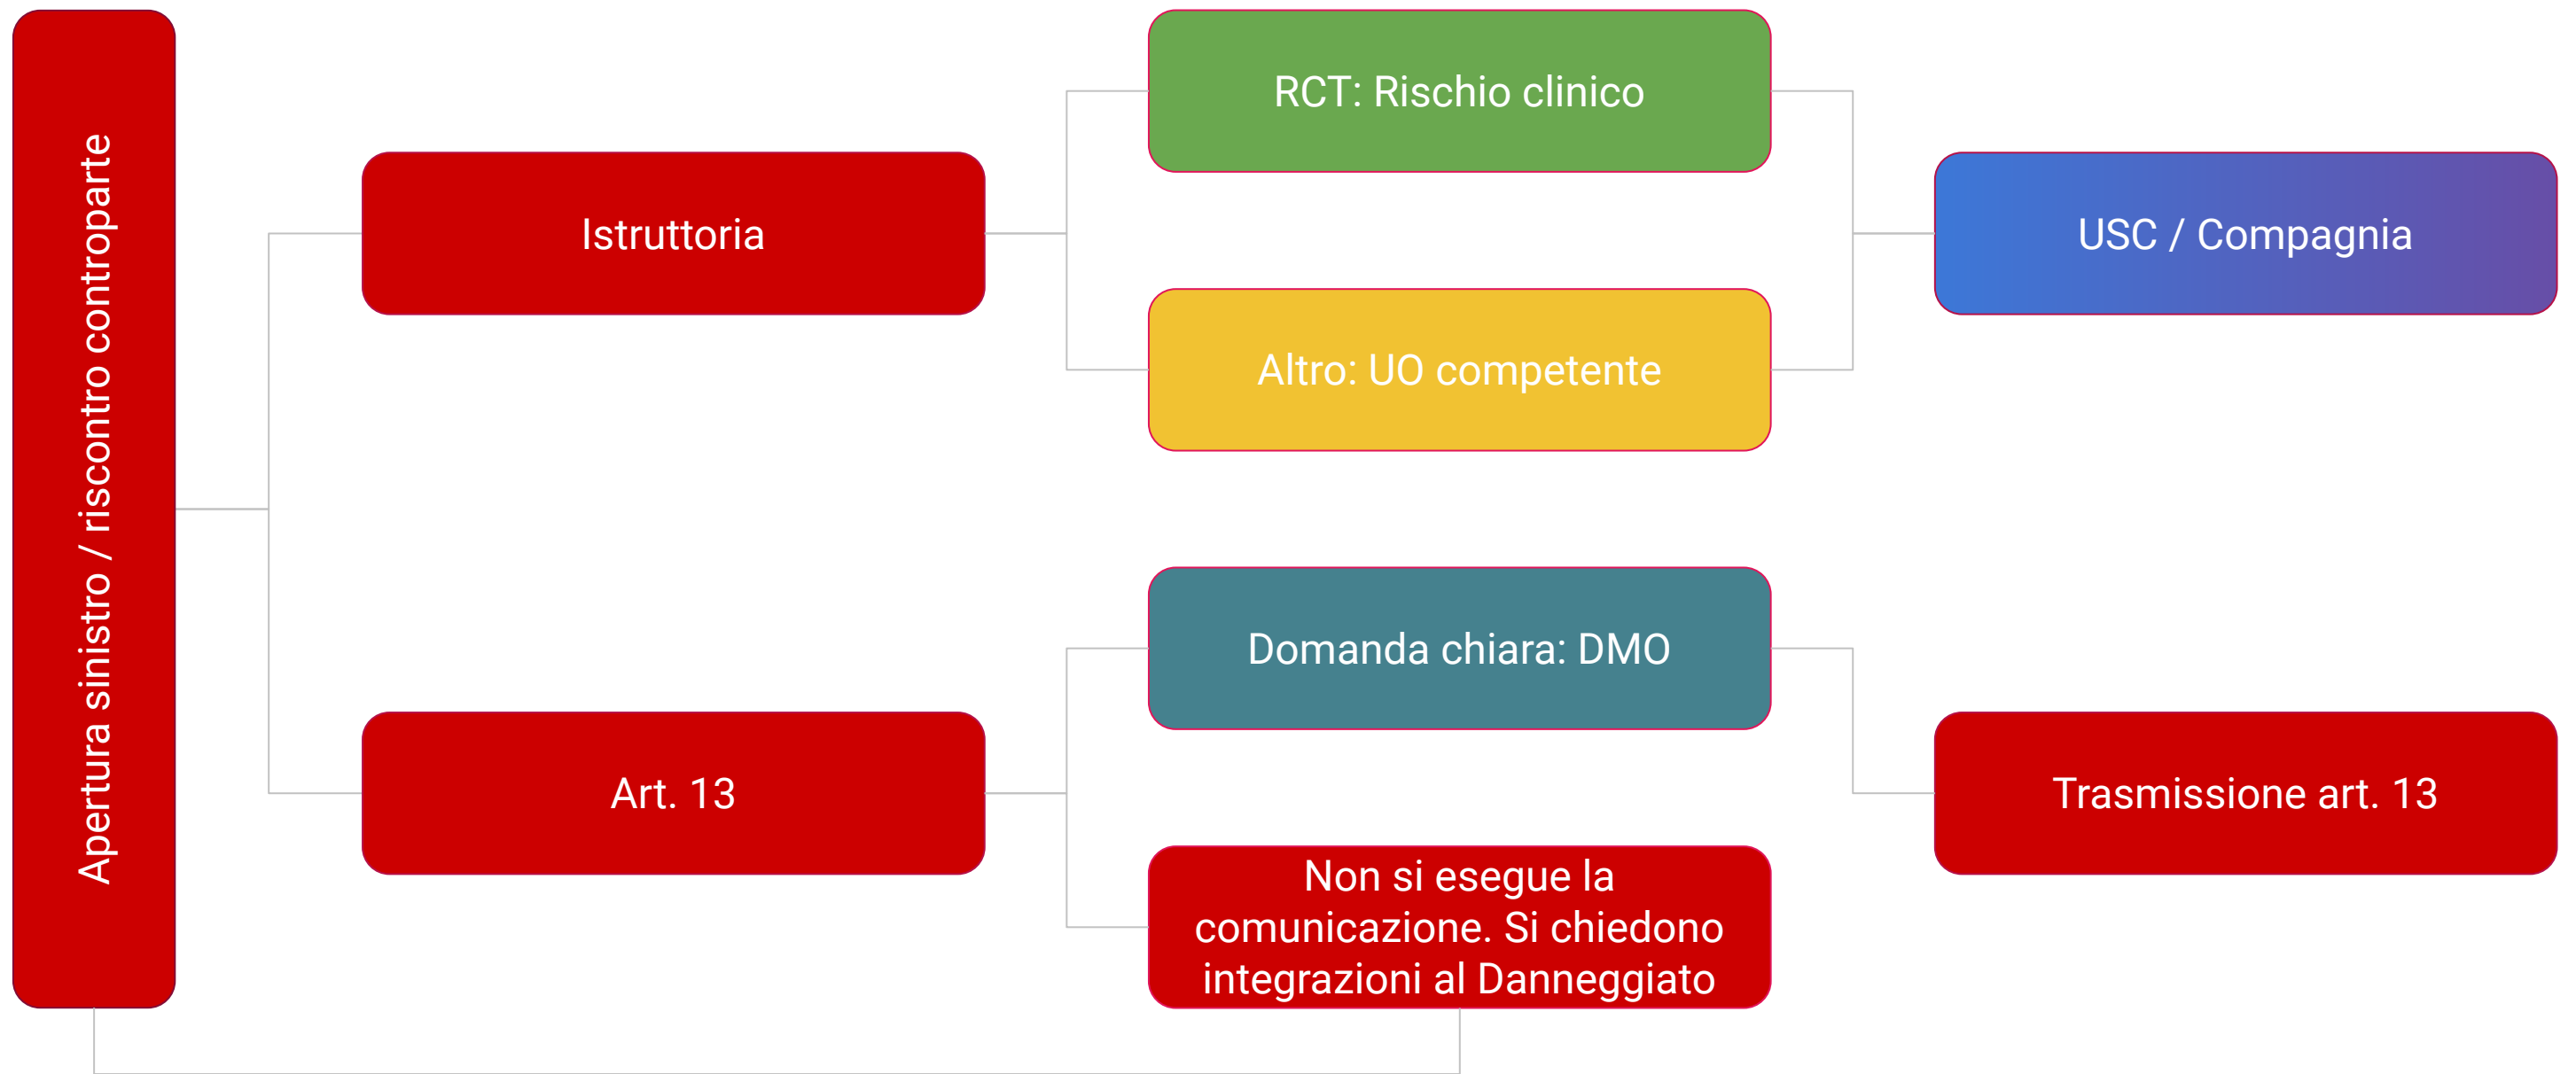 Apertura sinistro / riscontro controparte
Istruttoria
RCT: Rischio clinico
Altro: UO competente
USC / Compagnia
Art. 13
Domanda chiara: DMO
Non si esegue la
comunicazione. Si chiedono
integrazioni al Danneggiato
Trasmissione art. 13